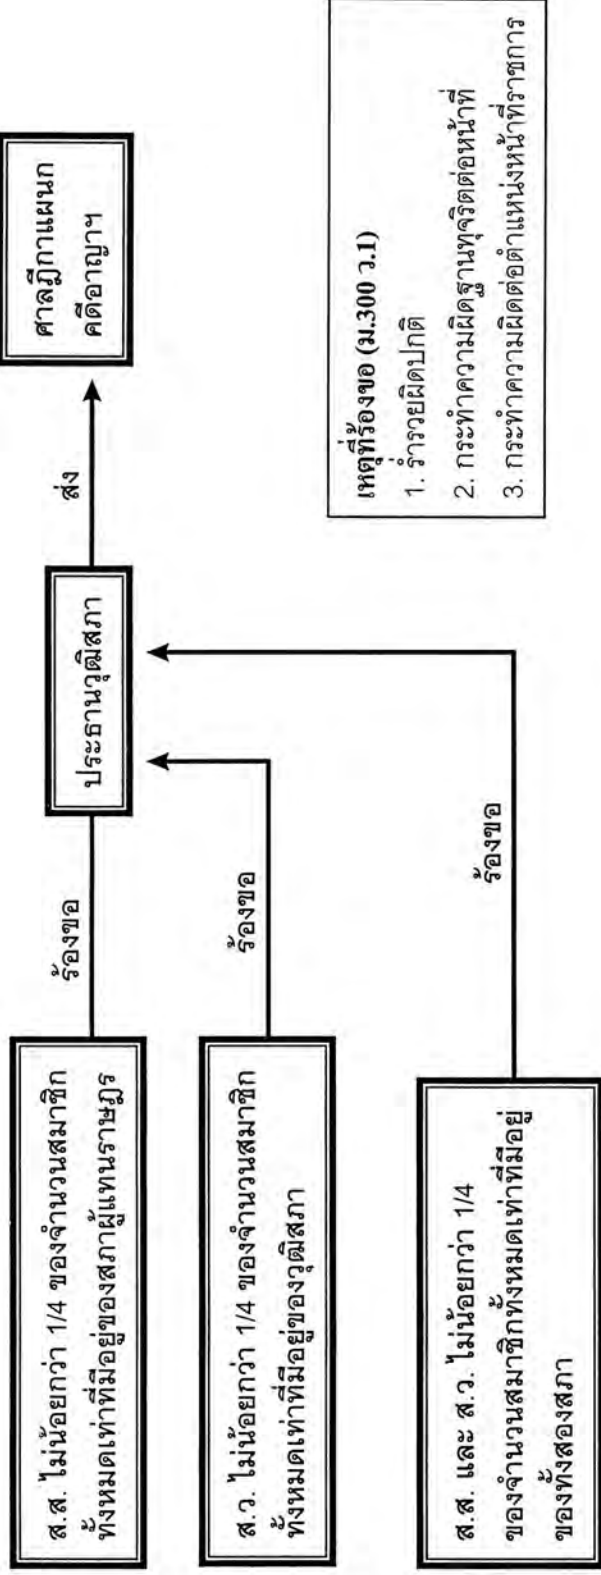 ส.ส. ไม่น้อยกว่า 1/4 ของจำนวนสมาชิก
ทั้งหมดเท่าที่มีอยู่ของสภาผู้แทนราษฎร
ร้องขอ
ส.ว. ไม่น้อยกว่า 1/4 ของจำนวนสมาชิก
ทั้งหมดเท่าที่มีอยู่ของวุฒิสภา
ร้องขอ
ส.ส. และ ส.ว. ไม่น้อยกว่า 1/4
ของจำนวนสมาชิกทั้งหมดเท่าที่มีอยู่
ของทั้งสองสภา
ร้องขอ
ประธานวุฒิสภา
ส่ง
ศาลฎีกาแผนก
คดีอาญาฯ
เหตุที่ร้องขอ (ม.300 ว.1)
1. ร่ำรวยผิดปกติ
2. กระทำความผิดฐานทุจริตต่อหน้าที่
3. กระทำความผิดต่อตำแหน่งหน้าที่ราชการ